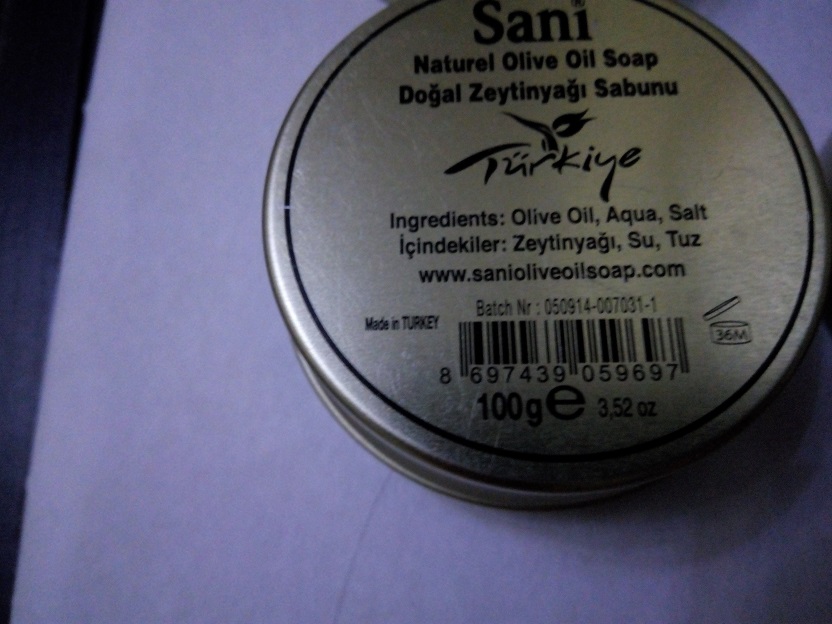 Sani®
Naturel Olive Oil Soap
Doğal Zeytinyağı Sabunu
Türkiye
Ingredients: Olive Oil, Aqua, Salt
İçindekiler: Zeytinyağı, Su, Tuz
www.sanioliveoilsoap.com
Batch Nr : 050914-007031-1
Made in TURKEY
36M
8 697439 059697
100g e 3,52 oz